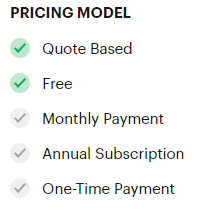 PRICING MODEL
Quote Based
Free
Monthly Payment
Annual Subscription
One-Time Payment